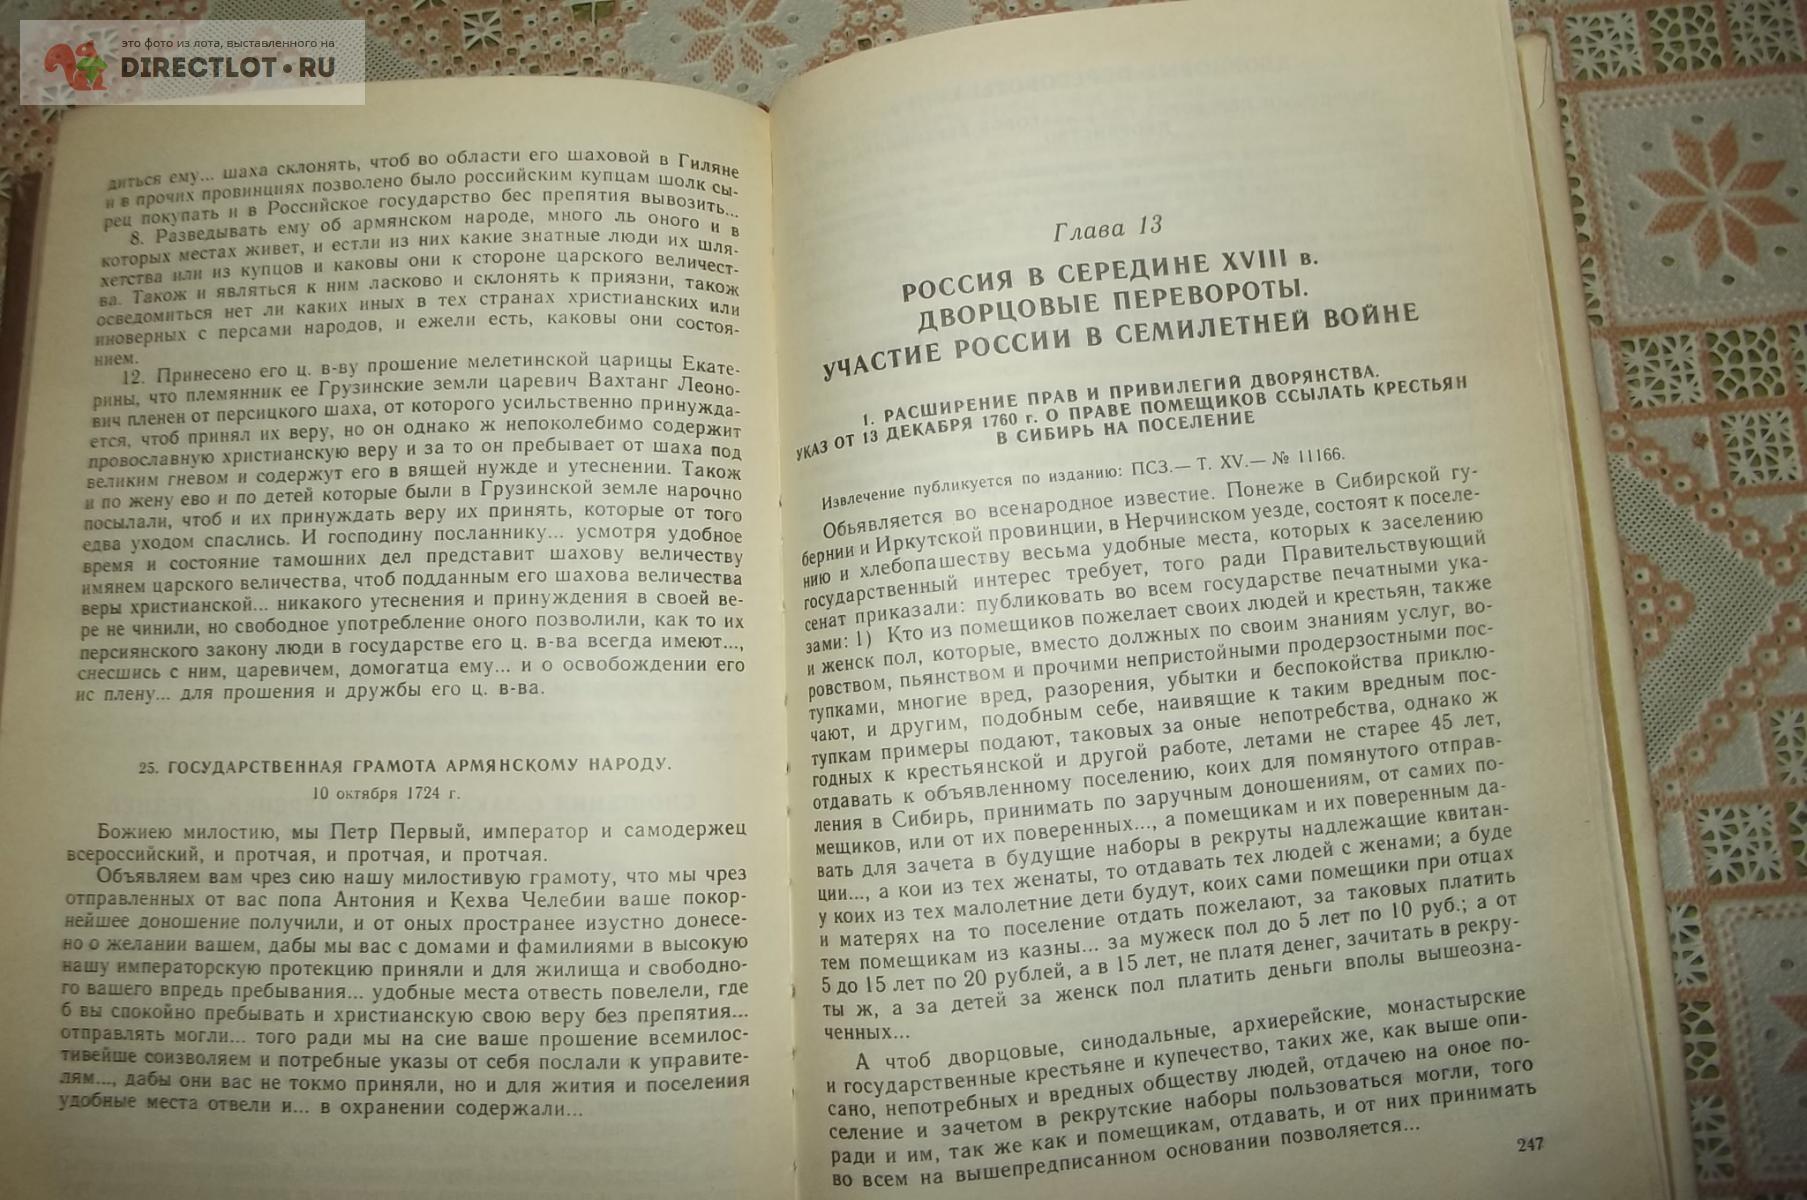 это фото из лота, выставленного на
DIRECTLOT.RU
диться ему... шаха склонять, чтоб во области его шаховой в Гиляне
и в прочих провинциях позволено было российским купцам шолк сы-
рец покупать и в Российское государство бес препятия вывозить...
8. Разведывать ему об армянском народе, много ль оного и в
которых местах живет, и естли из них какие знатные люди их шля-
хетства или из купцов и каковы они к стороне царского величест-
ва. Також и являться к ним ласково и склонять к приязни, також
осведомиться нет ли каких иных в тех странах христианских или
иноверных с персами народов, и ежели есть, каковы они состоя-
нием.
12. Принесено его ц. в-ву прошение мелетинской царицы Екате-
рины, что племянник ее Грузинские земли царевич Вахтанг Леоно-
вич пленен от персицкого шаха, от которого усильственно принужда-
ется, чтоб принял их веру, но он однако ж непоколебимо содержит
провославную христианскую веру и за то он пребывает от шаха под
великим гневом и содержут его в вящей нужде и утеснении. Також
и по жену ево и по детей которые были в Грузинской земле нарочно
посылали, чтоб и их принуждать веру их принять, которые от того
едва уходом спаслись. И господину посланнику... усмотря удобное
время и состояние тамошних дел представит шахову величеству
имянем царского величества, чтоб подданным его шахова величества
веры христианской... никакого утеснения и принуждения в своей ве-
ре не чинили, но свободное употребление оного позволили, как то их
персиянского закону люди в государстве его ц. в-ва всегда имеют...,
снесшись с ним, царевичем, домогатца ему... и о освобождении его
ис плену... для прошения и дружбы его ц. в-ва.
25. ГОСУДАРСТВЕННАЯ ГРАМОТА АРМЯНСКОМУ НАРОДУ.
10 октября 1724 г.
Божиею милостию, мы Петр Первый, император и самодержец
всероссийский, и протчая, и протчая, и протчая.
Объявляем вам чрез сию нашу милостивую грамоту, что мы чрез
отправленных от вас попа Антония и Кехва Челебии ваше покор-
нейшее доношение получили, и от оных пространее изустно донесе-
но о желании вашем, дабы мы вас с домами и фамилиями в высокую
нашу императорскую протекцию приняли и для жилища и свободно-
го вашего впредь пребывания... удобные места отвесть повелели, где
б вы спокойно пребывать и христианскую свою веру без препятия...
отправлять могли... того ради мы на сие ваше прошение всемилос-
тивейше соизволяем и потребные указы от себя послали к управите-
лям..., дабы они вас не токмо приняли, но и для жития и поселения
удобные места отвели и... в охранении содержали...
Глава 13
РОССИЯ В СЕРЕДИНЕ XVIII в.
ДВОРЦОВЫЕ ПЕРЕВОРОТЫ.
УЧАСТИЕ РОССИИ В СЕМИЛЕТНЕЙ ВОЙНЕ
1. РАСШИРЕНИЕ ПРАВ И ПРИВИЛЕГИЙ ДВОРЯНСТВА.
УКАЗ ОТ 13 ДЕКАБРЯ 1760 г. О ПРАВЕ ПОМЕЩИКОВ ССЫЛАТЬ КРЕСТЬЯН
В СИБИРЬ НА ПОСЕЛЕНИЕ
Извлечение публикуется по изданию: ПСЗ.— Т. XV.— № 11166.
Обьявляется во всенародное известие. Понеже в Сибирской гу-
бернии и Иркутской провинции, в Нерчинском уезде, состоят к поселе-
нию и хлебопашеству весьма удобные места, которых к заселению
государственный интерес требует, того ради Правительствующий
сенат приказали: публиковать во всем государстве печатными ука-
зами: 1) Кто из помещиков пожелает своих людей и крестьян, также
и женск пол, которые, вместо должных по своим знаниям услуг, во-
ровством, пьянством и прочими непристойными продерзостными пос-
тупками, многие вред, разорения, убытки и беспокойства приклю-
чают, и другим, подобным себе, наивящие к таким вредным пос-
тупкам примеры подают, таковых за оные непотребства, однако ж
годных к крестьянской и другой работе, летами не старее 45 лет,
отдавать к объявленному поселению, коих для помянутого отправ-
ления в Сибирь, принимать по заручным доношениям, от самих по-
мещиков, или от их поверенных..., а помещикам и их поверенным да-
вать для зачета в будущие наборы в рекруты надлежащие квитан-
ции..., а кои из тех женаты, то отдавать тех людей с женами; а буде
у коих из тех малолетние дети будут, коих сами помещики при отцах
и матерях на то поселение отдать пожелают, за таковых платить
тем помещикам из казны... за мужеск пол до 5 лет по 10 руб.; а от
5 до 15 лет по 20 рублей, а в 15 лет, не платя денег, зачитать в рекру-
ты ж, а за детей за женск пол платить деньги вполы вышеозна-
ченных...
А чтоб дворцовые, синодальные, архиерейские, монастырские
и государственные крестьяне и купечество, таких же, как выше опи-
сано, непотребных и вредных обществу людей, отдачею на оное по-
селение и зачетом в рекрутские наборы пользоваться могли, того
ради и им, так же как и помещикам, отдавать, и от них принимать
во всем на вышепредписанном основании позволяется...
247